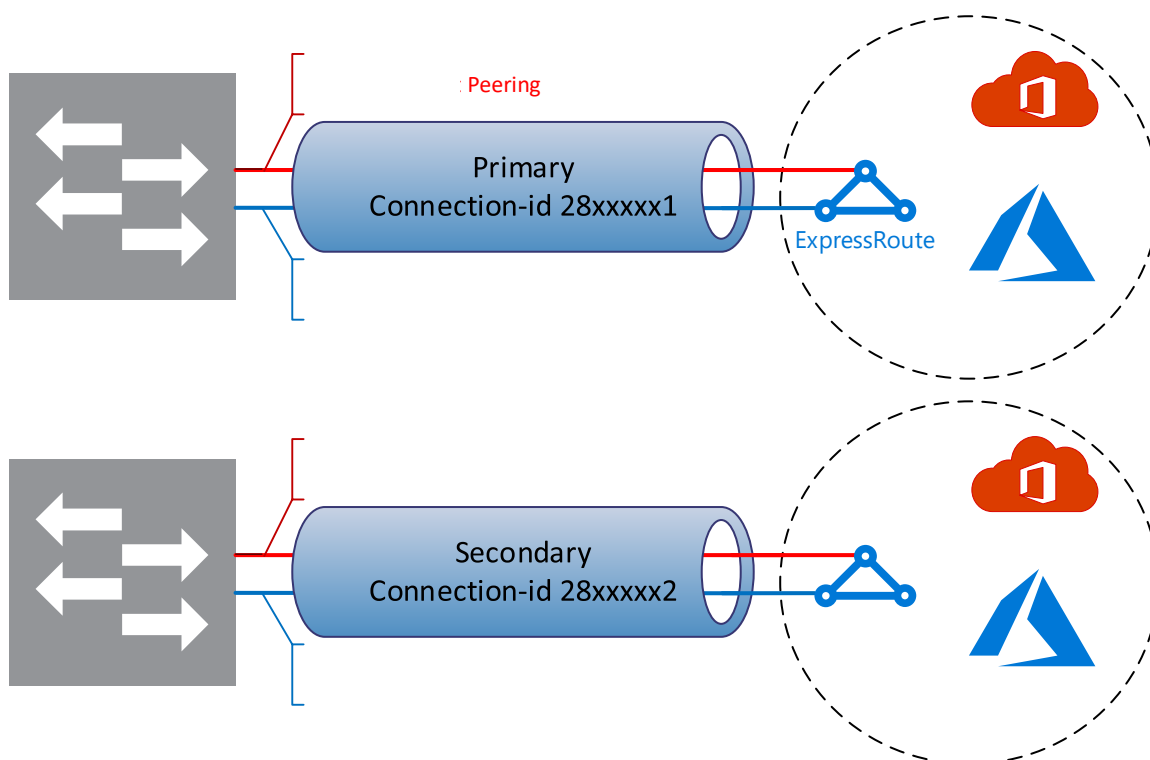 : Peering
Primary
Connection-id 28xxxxx1
ExpressRoute
Secondary
Connection-id 28xxxxx2